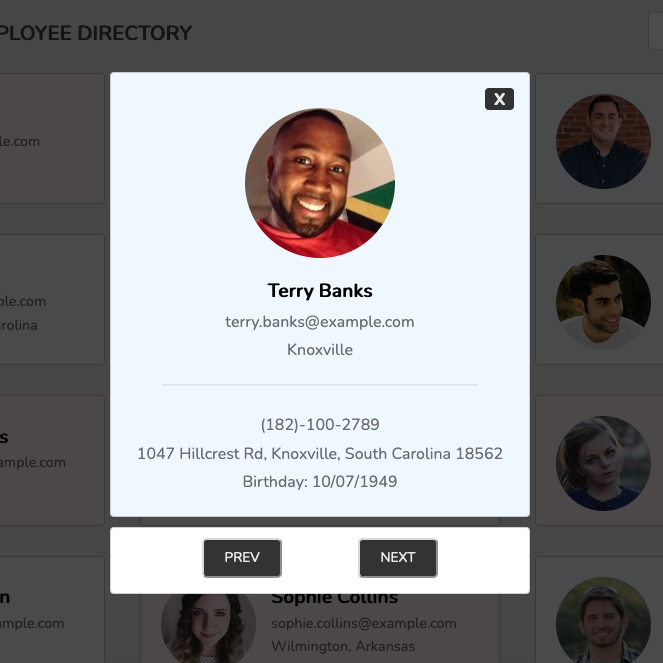 PLOYEE DIRECTORY
X
Terry Banks
terry.banks@example.com
Knoxville
(182)-100-2789
1047 Hillcrest Rd, Knoxville, South Carolina 18562
Birthday: 10/07/1949
PREV
NEXT
le.com
ple.com
rolina
s
ample.com
n
ample.com
Sophie Collins
sophie.collins@example.com
Wilmington, Arkansas